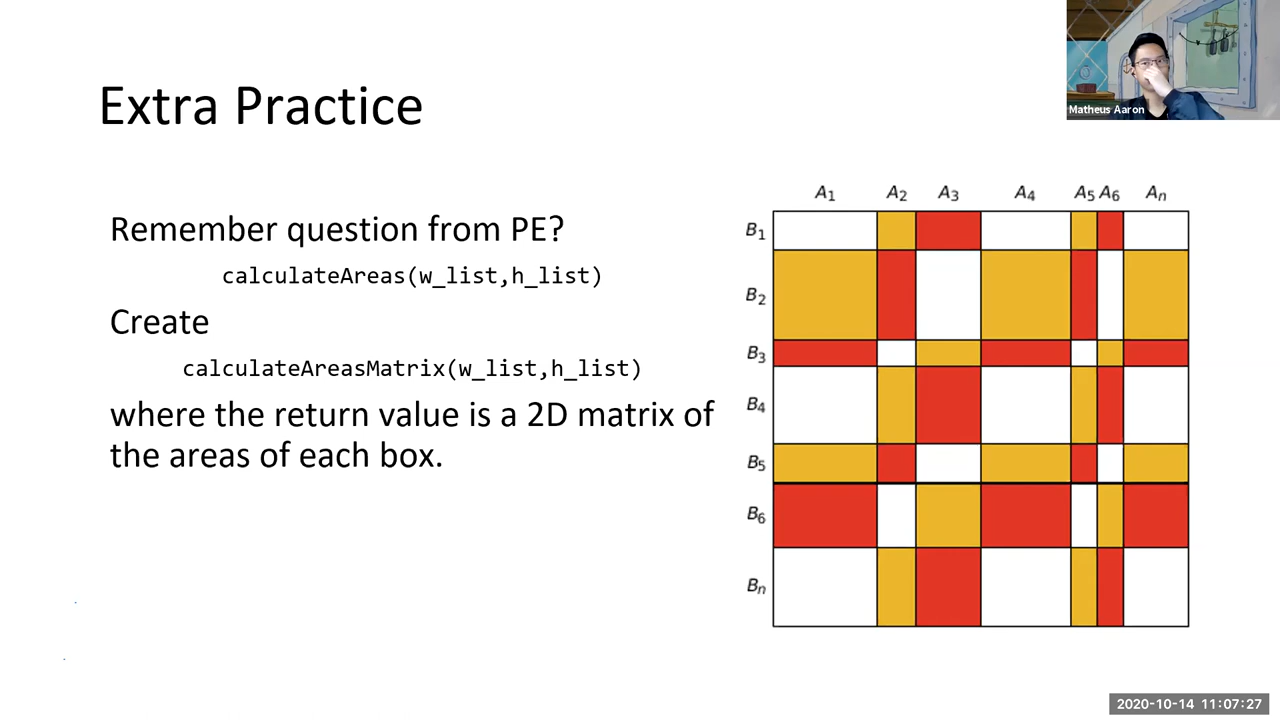 Matheus Aaron
Extra Practice
Remember question from PE?
calculateAreas(w_list,h_list)
Create
calculateAreasMatrix(w_list,h_list)
where the return value is a 2D matrix of
the areas of each box.
A₁ A₂ A₃ A₄ A₅ A₆ Aₙ
B₁
B₂
B₃
B₄
B₅
B₆
Bₙ
2020-10-14 11:07:27